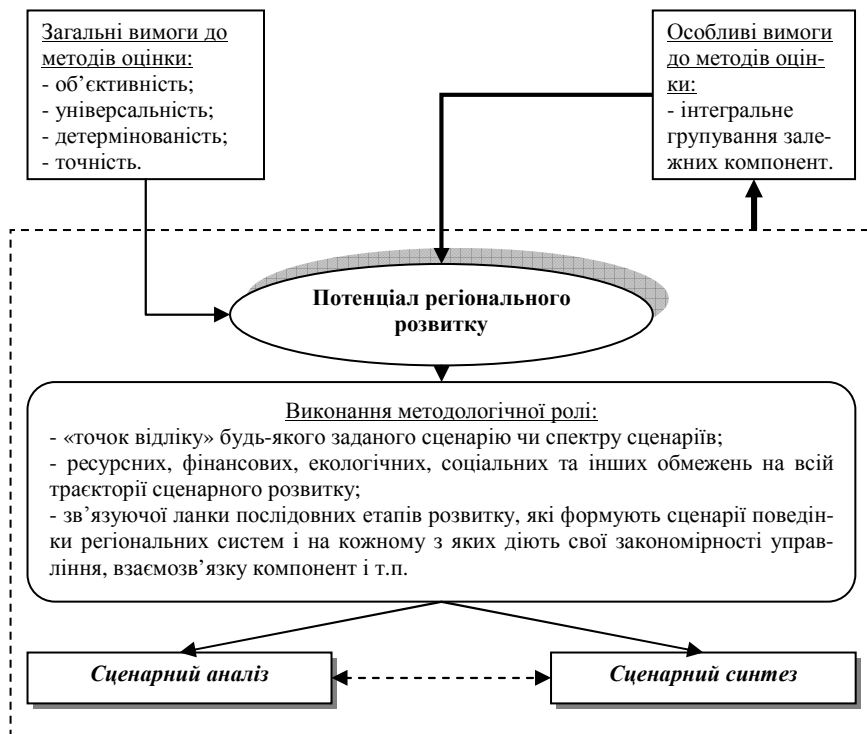 Загальні вимоги до
методів оцінки:
- об’єктивність;
- універсальність;
- детермінованість;
- точність.
Особливі вимоги
до методів оцін-
ки:
- інтегральне
групування зале-
жних компонент.
Потенціал регіонального
розвитку
Виконання методологічної ролі:
- «точок відліку» будь-якого заданого сценарію чи спектру сценаріїв;
- ресурсних, фінансових, екологічних, соціальних та інших обмежень на всій
траєкторії сценарного розвитку;
- зв’язуючої ланки послідовних етапів розвитку, які формують сценарії поведін-
ки регіональних систем і на кожному з яких діють свої закономірності управ-
ління, взаємозв’язку компонент і т.п.
Сценарний аналіз
Сценарний синтез